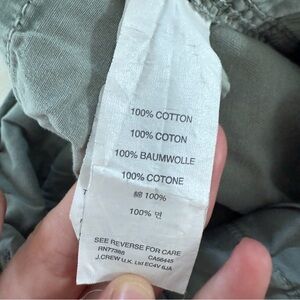 100% COTTON
100% COTON
100% BAUMWOLLE
100% COTONE
綿 100%
100% 면
SEE REVERSE FOR CARE
RN77388 CA56445
J.CREW U.K. Ltd EC4V 6JA